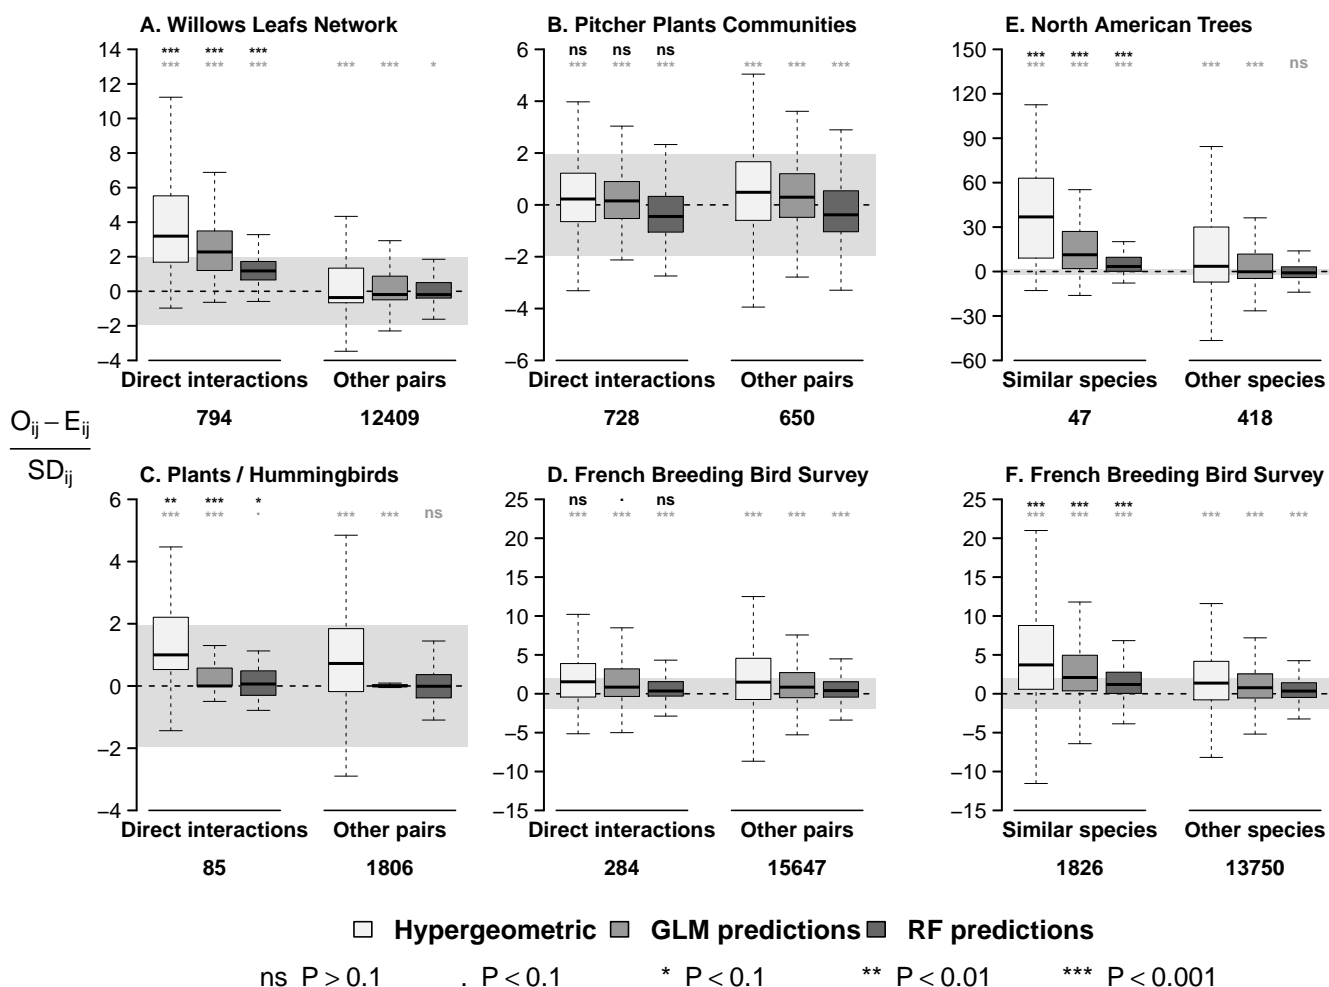 A. Willows Leafs Network
14
12
10
8
6
4
2
0
−2
−4
*** *** ***
*** *** *** *** *** *
Direct interactions Other pairs
794 12409
B. Pitcher Plants Communities
6
4
2
0
−2
−4
−6
ns ns ns
*** *** *** *** *** ***
Direct interactions Other pairs
728 650
E. North American Trees
150
120
90
60
30
0
−30
−60
*** *** ***
*** *** *** *** *** ns
Similar species Other species
47 418
O_ij − E_ij
SD_ij
C. Plants / Hummingbirds
6
4
2
0
−2
−4
** *** *
*** *** . *** *** ns
Direct interactions Other pairs
85 1806
D. French Breeding Bird Survey
25
20
15
10
5
0
−5
−10
−15
ns . ns
*** *** *** *** *** ***
Direct interactions Other pairs
284 15647
F. French Breeding Bird Survey
25
20
15
10
5
0
−5
−10
−15
*** *** ***
*** *** *** *** *** ***
Similar species Other species
1826 13750
Hypergeometric GLM predictions RF predictions
ns P > 0.1 . P < 0.1 * P < 0.1 ** P < 0.01 *** P < 0.001